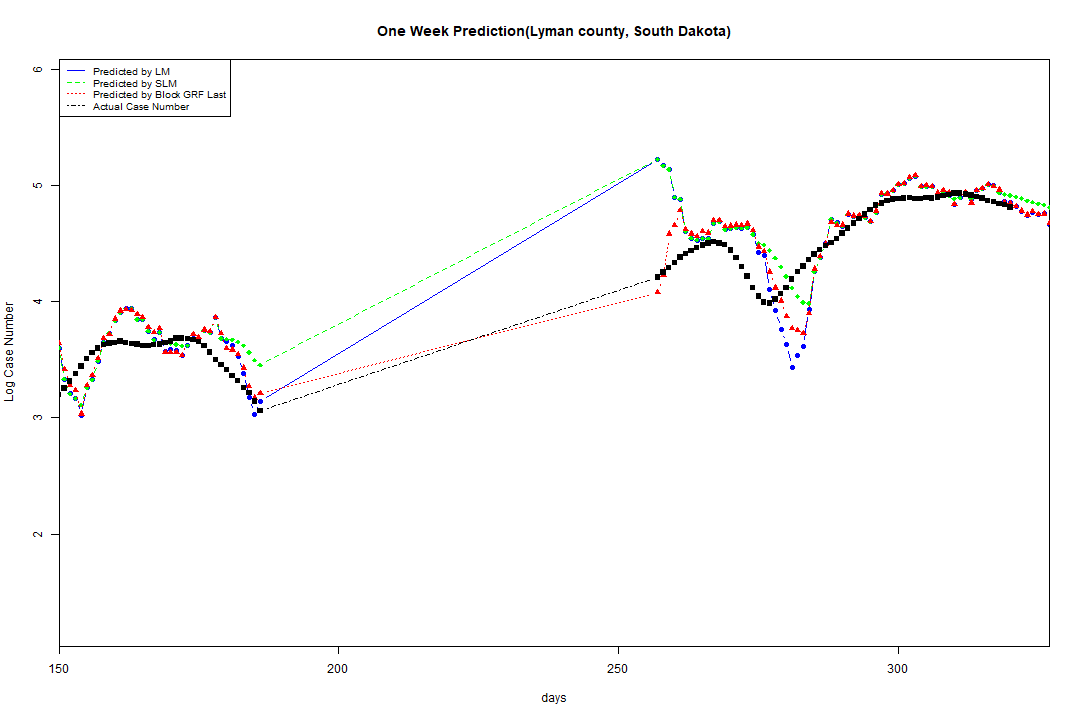 One Week Prediction(Lyman county, South Dakota)
Predicted by LM
Predicted by SLM
Predicted by Block GRF Last
Actual Case Number
6
5
4
3
2
Log Case Number
150 200 250 300
days